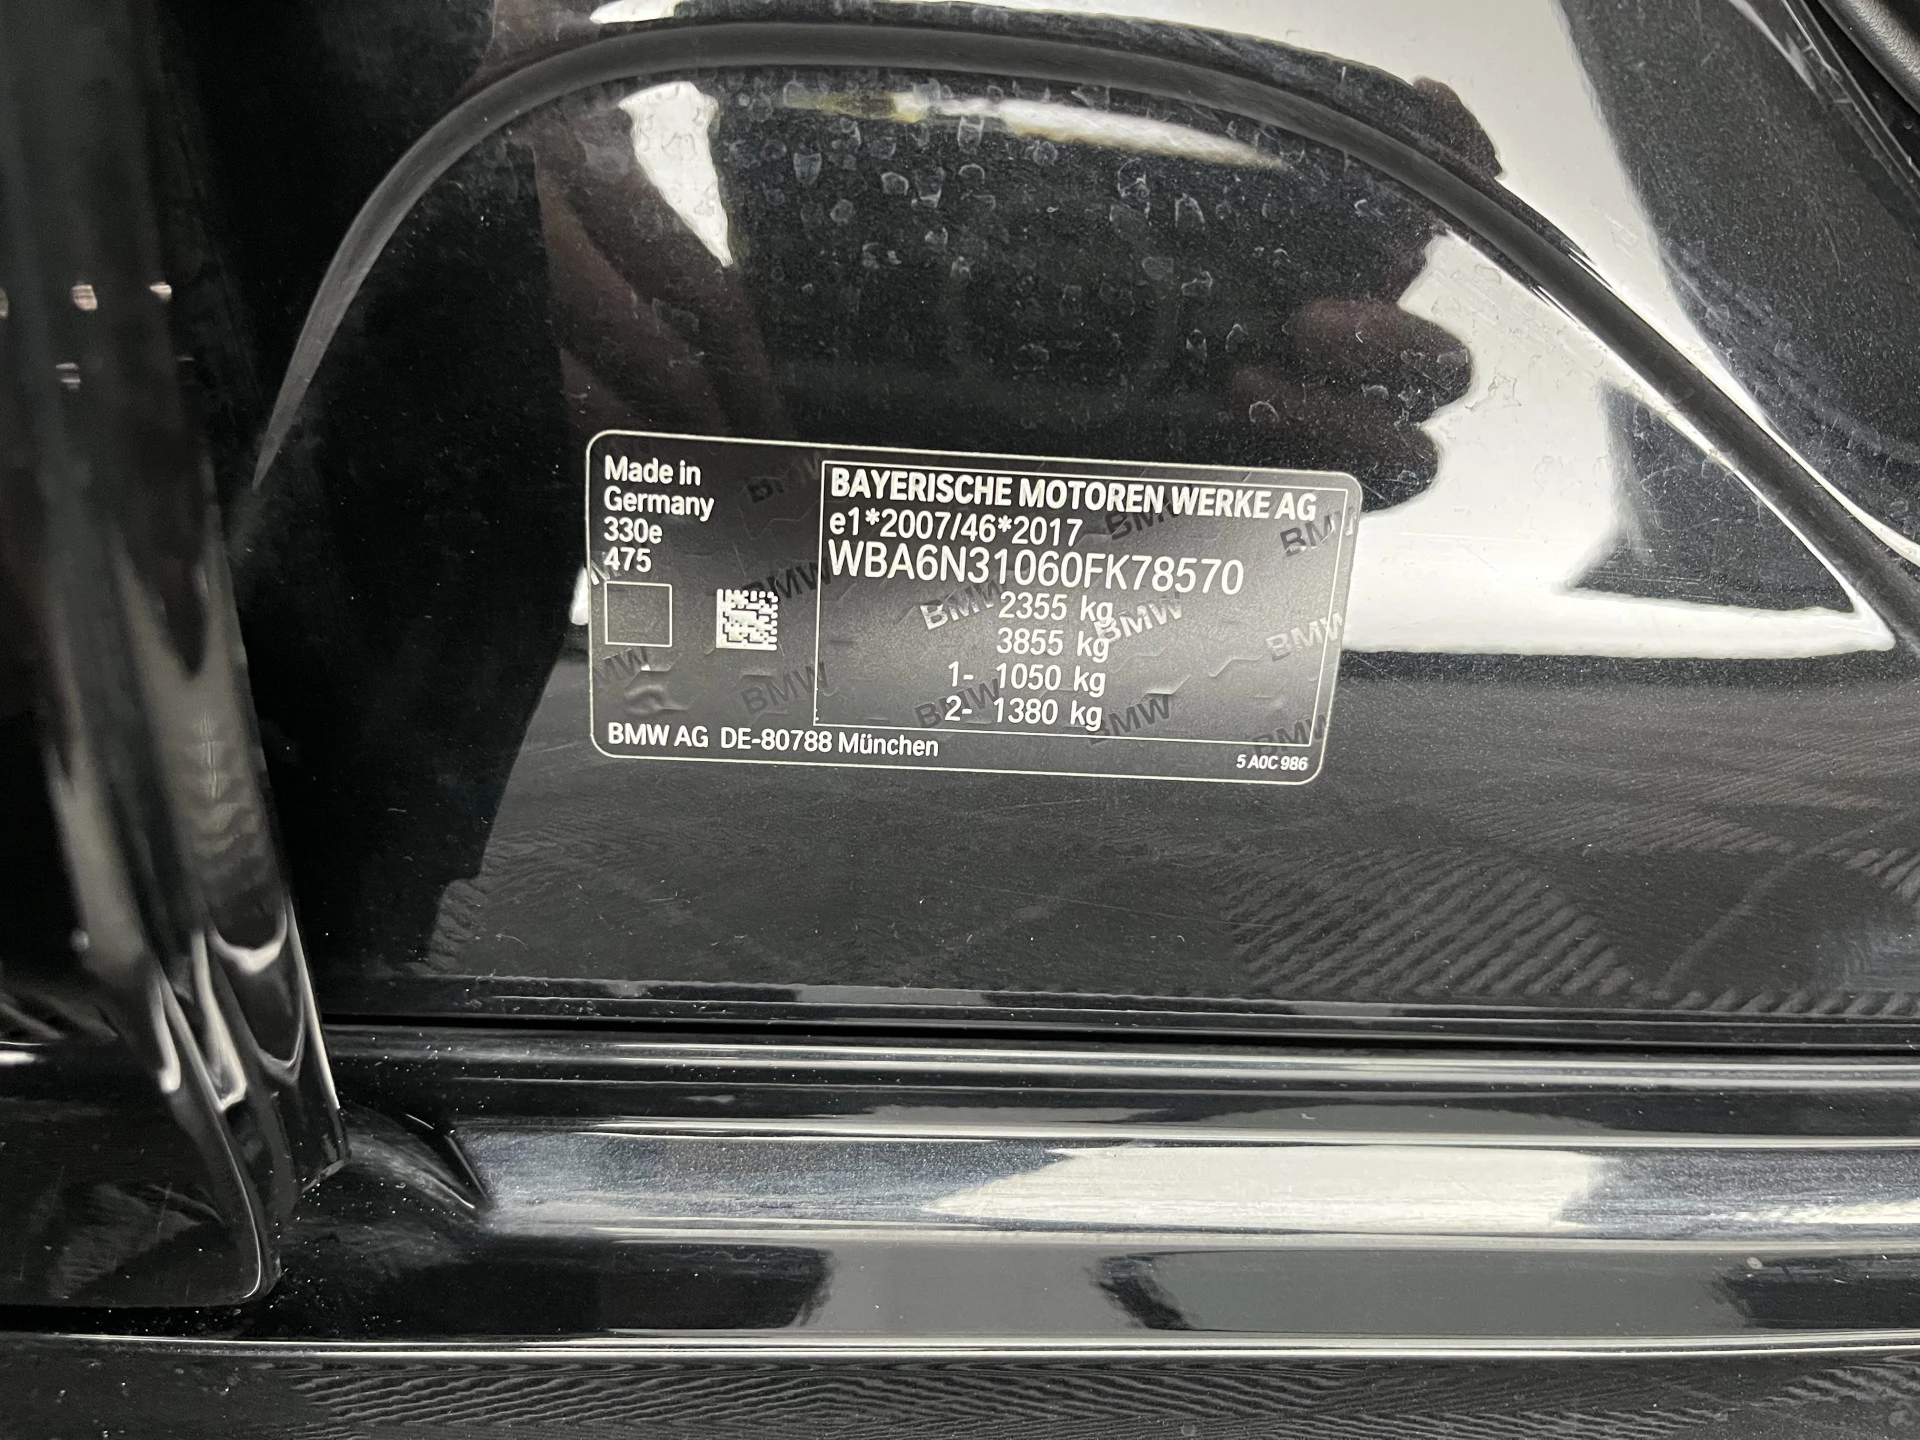 Made in
Germany
330e
475
BAYERISCHE MOTOREN WERKE AG
e1*2007/46*2017
WBA6N31060FK78570
2355 kg
3855 kg
1- 1050 kg
2- 1380 kg
BMW AG DE-80788 München
5 A0C 986